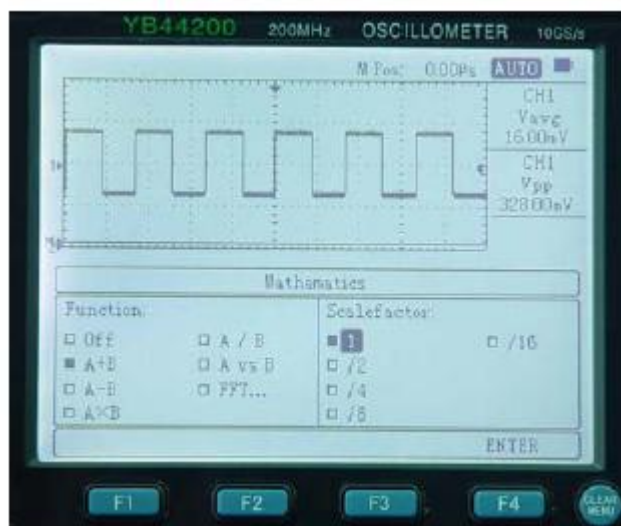 YB44200 200MHz OSCILLOMETER 10GS/s
M Pos: 0.00μs AUTO
CH1
Vavg
16.00mV
CH1
Vpp
328.00mV
Mathematics
Function:
Off
A+B
A-B
A×B
A / B
A vs B
FFT...
Scalefactor:
1
/2
/4
/8
/16
ENTER
F1 F2 F3 F4 CLEAR
MENU